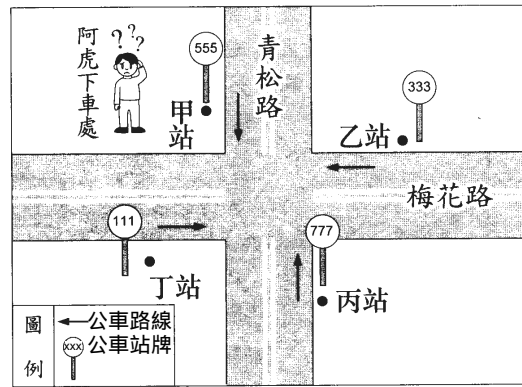 阿虎下車處
???
555
甲站
青松路
333
乙站
梅花路
111
丁站
777
丙站
圖例
公車路線
xxx 公車站牌